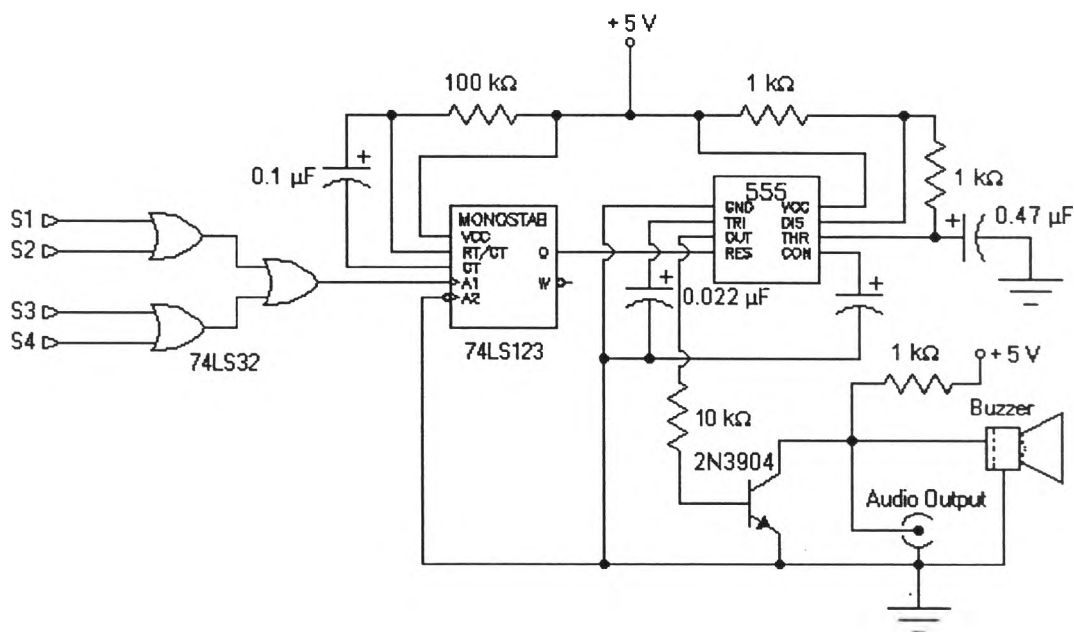 + 5 V
100 kΩ
1 kΩ
0.1 µF
1 kΩ
555
GND VCC
TRI DIS
OUT THR
RES CON
0.47 µF
MONOSTAB
VCC
RT/CT Q
CT
A1 W
A2
S1
S2
S3
S4
74LS32
74LS123
0.022 µF
1 kΩ
+ 5 V
Buzzer
10 kΩ
2N3904
Audio Output
+
+
+
+